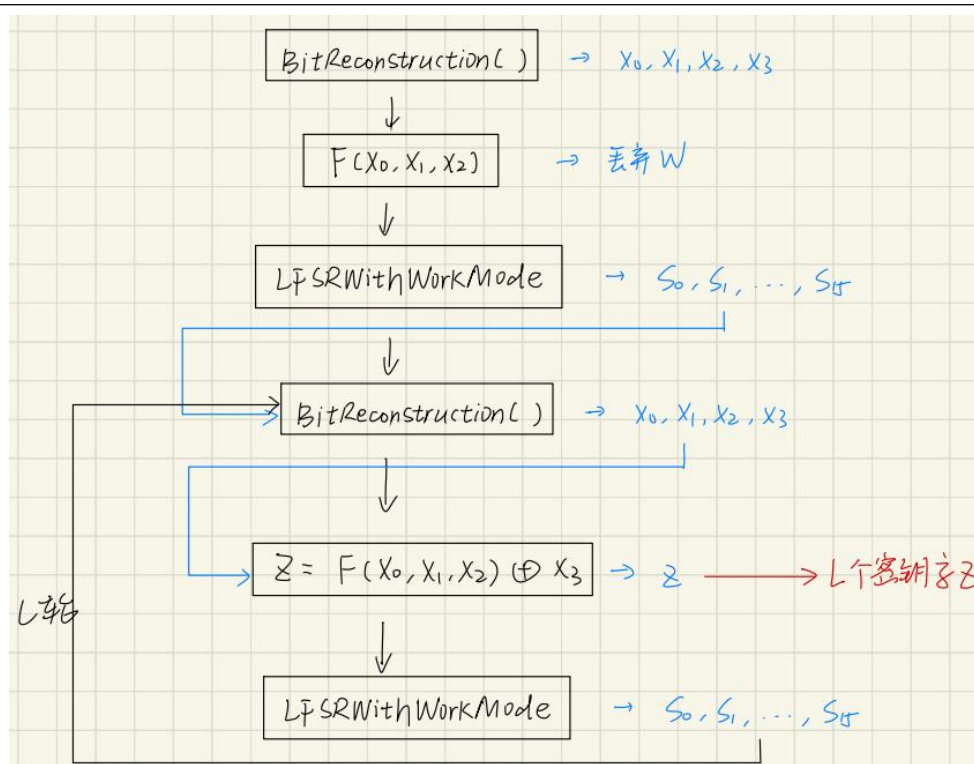 BitReconstruction( ) → X₀, X₁, X₂, X₃
F(X₀, X₁, X₂) → 丢弃 W
LFSRWithWorkMode → S₀, S₁, ..., S₁₅
BitReconstruction( ) → X₀, X₁, X₂, X₃
Z = F(X₀, X₁, X₂) ⊕ X₃ → Z → L个密钥字Z
L轮
LFSRWithWorkMode → S₀, S₁, ..., S₁₅